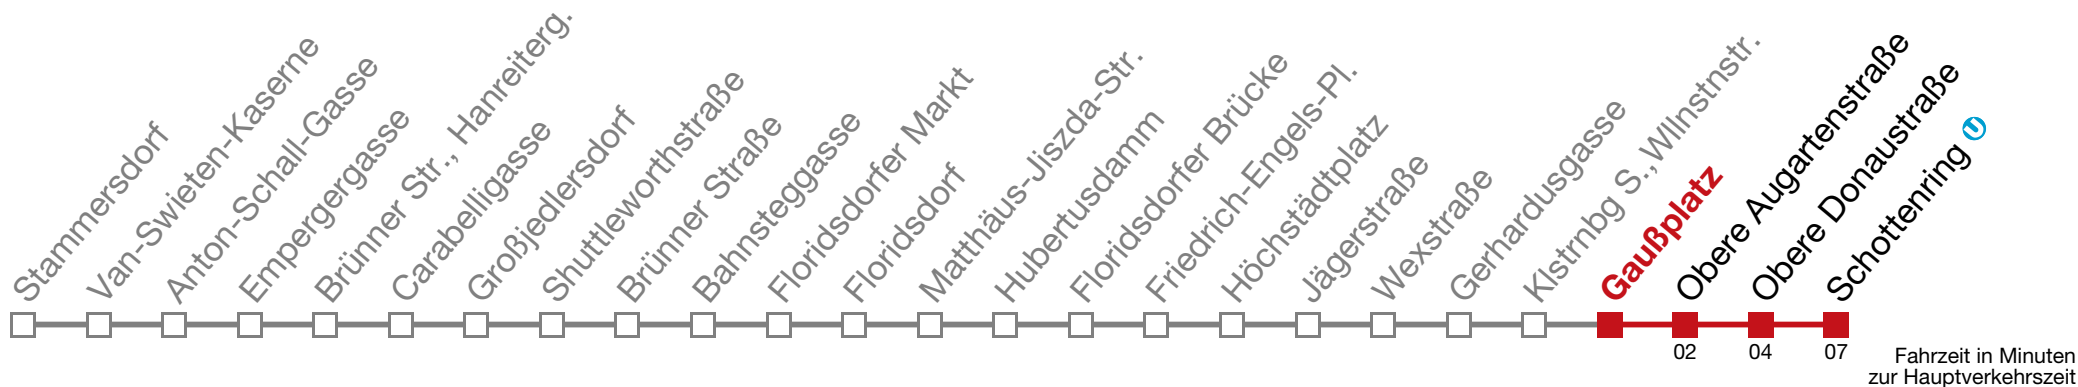 Stammersdorf
Van-Swieten-Kaserne
Anton-Schall-Gasse
Empergergasse
Brünner Str., Hanreiterg.
Carabelligasse
Großjedlersdorf
Shuttleworthstraße
Brünner Straße
Bahnsteggasse
Floridsdorfer Markt
Floridsdorf
Matthäus-Jiszda-Str.
Hubertusdamm
Floridsdorfer Brücke
Friedrich-Engels-Pl.
Höchstädtplatz
Jägerstraße
Wexstraße
Gerhardusgasse
Klstrnbg S., Wllnstnstr.
Gaußplatz
Obere Augartenstraße
Obere Donaustraße
Schottenring U
02 04 07
Fahrzeit in Minuten
zur Hauptverkehrszeit